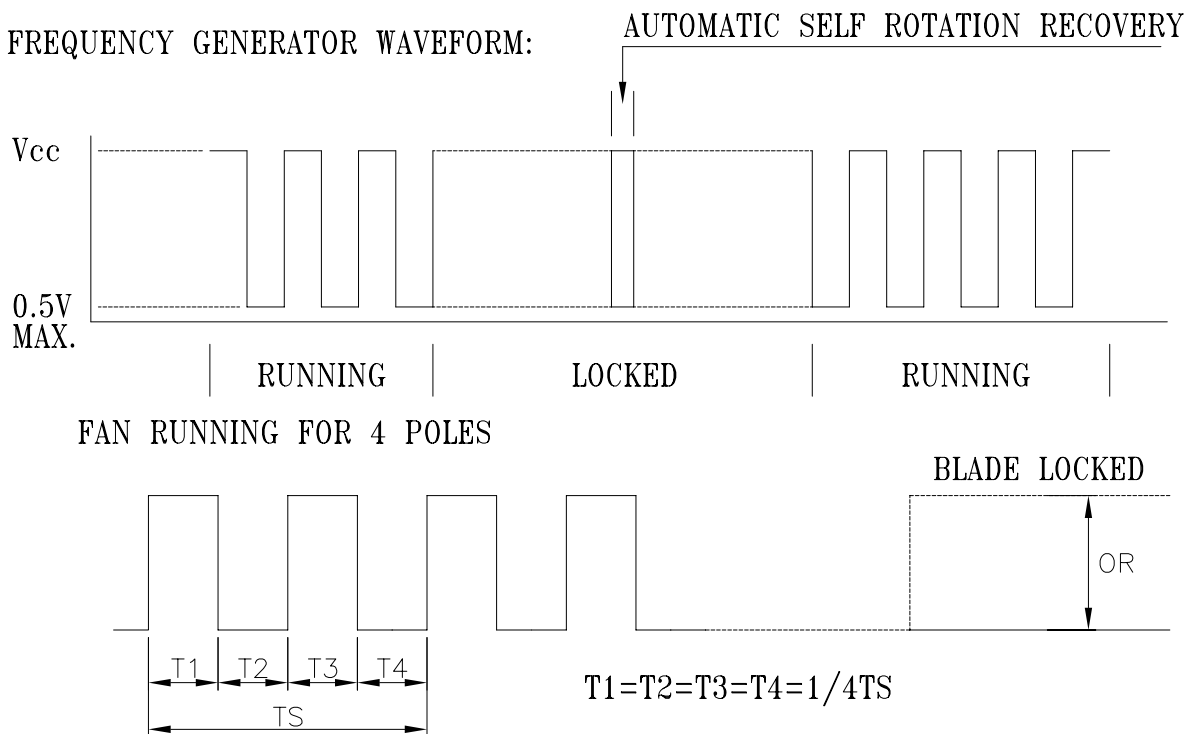 FREQUENCY GENERATOR WAVEFORM:
AUTOMATIC SELF ROTATION RECOVERY
Vcc
0.5V
MAX.
RUNNING
LOCKED
RUNNING
FAN RUNNING FOR 4 POLES
BLADE LOCKED
OR
T1 T2 T3 T4
TS
T1=T2=T3=T4=1/4TS